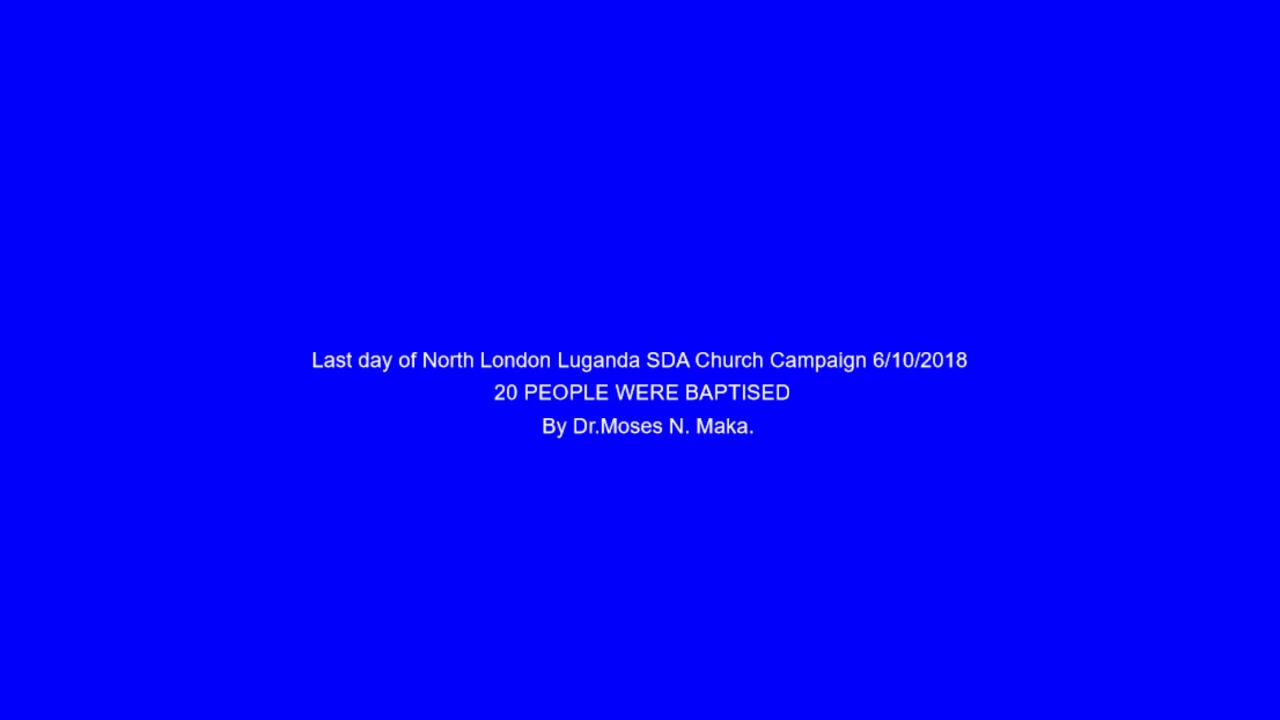 Last day of North London Luganda SDA Church Campaign 6/10/2018
20 PEOPLE WERE BAPTISED
By Dr.Moses N. Maka.